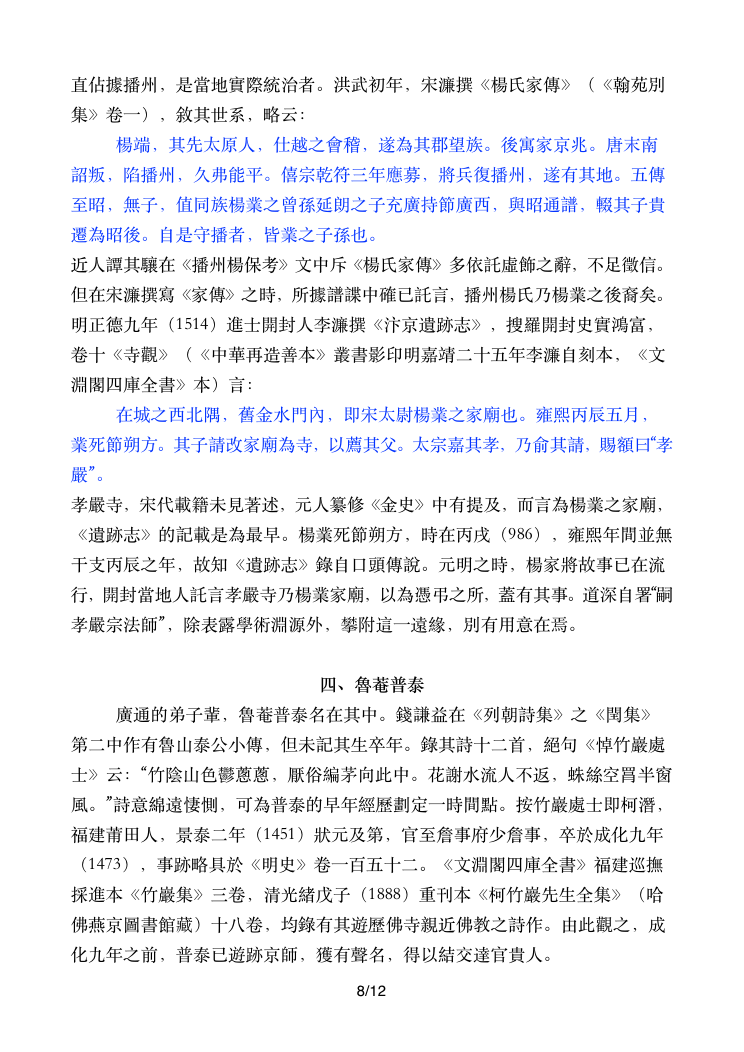 直佔據播州，是當地實際統治者。洪武初年，宋濂撰《楊氏家傳》（《翰苑別
集》卷一），敘其世系，略云：
楊端，其先太原人，仕越之會稽，遂為其郡望族。後寓家京兆。唐末南
詔叛，陷播州，久弗能平。僖宗乾符三年應募，將兵復播州，遂有其地。五傳
至昭，無子，值同族楊業之曾孫延朗之子充廣持節廣西，與昭通譜，輟其子貴
遷為昭後。自是守播者，皆業之子孫也。
近人譚其驤在《播州楊保考》文中斥《楊氏家傳》多依託虛飾之辭，不足徵信。
但在宋濂撰寫《家傳》之時，所據譜諜中確已託言，播州楊氏乃楊業之後裔矣。
明正德九年（1514）進士開封人李濂撰《汴京遺跡志》，搜羅開封史實鴻富，
卷十《寺觀》（《中華再造善本》叢書影印明嘉靖二十五年李濂自刻本，《文
淵閣四庫全書》本）言：
在城之西北隅，舊金水門內，即宋太尉楊業之家廟也。雍熙丙辰五月，
業死節朔方。其子請改家廟為寺，以薦其父。太宗嘉其孝，乃俞其請，賜額曰“孝
嚴”。
孝嚴寺，宋代載籍未見著述，元人纂修《金史》中有提及，而言為楊業之家廟，
《遺跡志》的記載是為最早。楊業死節朔方，時在丙戌（986），雍熙年間並無
干支丙辰之年，故知《遺跡志》錄自口頭傳說。元明之時，楊家將故事已在流
行，開封當地人託言孝嚴寺乃楊業家廟，以為憑弔之所，蓋有其事。道深自署“嗣
孝嚴宗法師”，除表露學術淵源外，攀附這一遠緣，別有用意在焉。
四、魯菴普泰
廣通的弟子輩，魯菴普泰名在其中。錢謙益在《列朝詩集》之《閏集》
第二中作有魯山泰公小傳，但未記其生卒年。錄其詩十二首，絕句《悼竹巖處
士》云：“竹陰山色鬱蔥蔥，厭俗編茅向此中。花謝水流人不返，蛛絲空罥半窗
風。”詩意綿遠悽惻，可為普泰的早年經歷劃定一時間點。按竹巖處士即柯潛，
福建莆田人，景泰二年（1451）狀元及第，官至詹事府少詹事，卒於成化九年
（1473），事跡略具於《明史》卷一百五十二。《文淵閣四庫全書》福建巡撫
採進本《竹巖集》三卷，清光緒戊子（1888）重刊本《柯竹巖先生全集》（哈
佛燕京圖書館藏）十八卷，均錄有其遊歷佛寺親近佛教之詩作。由此觀之，成
化九年之前，普泰已遊跡京師，獲有聲名，得以結交達官貴人。
8/12